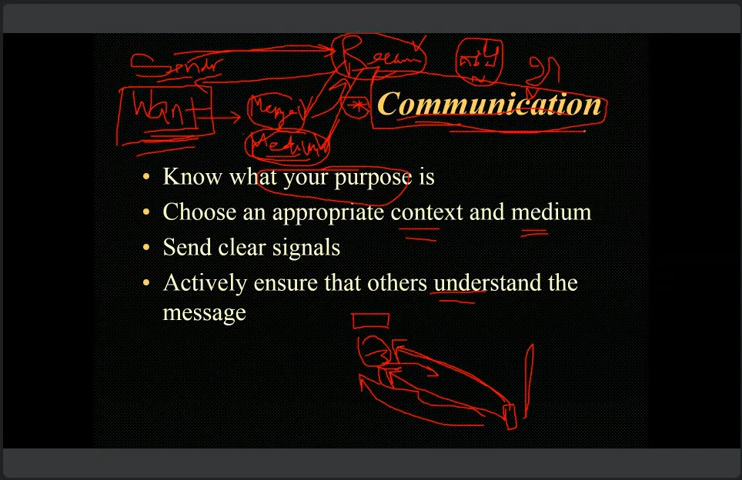 Sender
Want
Medium
Communication
• Know what your purpose is
• Choose an appropriate context and medium
• Send clear signals
• Actively ensure that others understand the
message